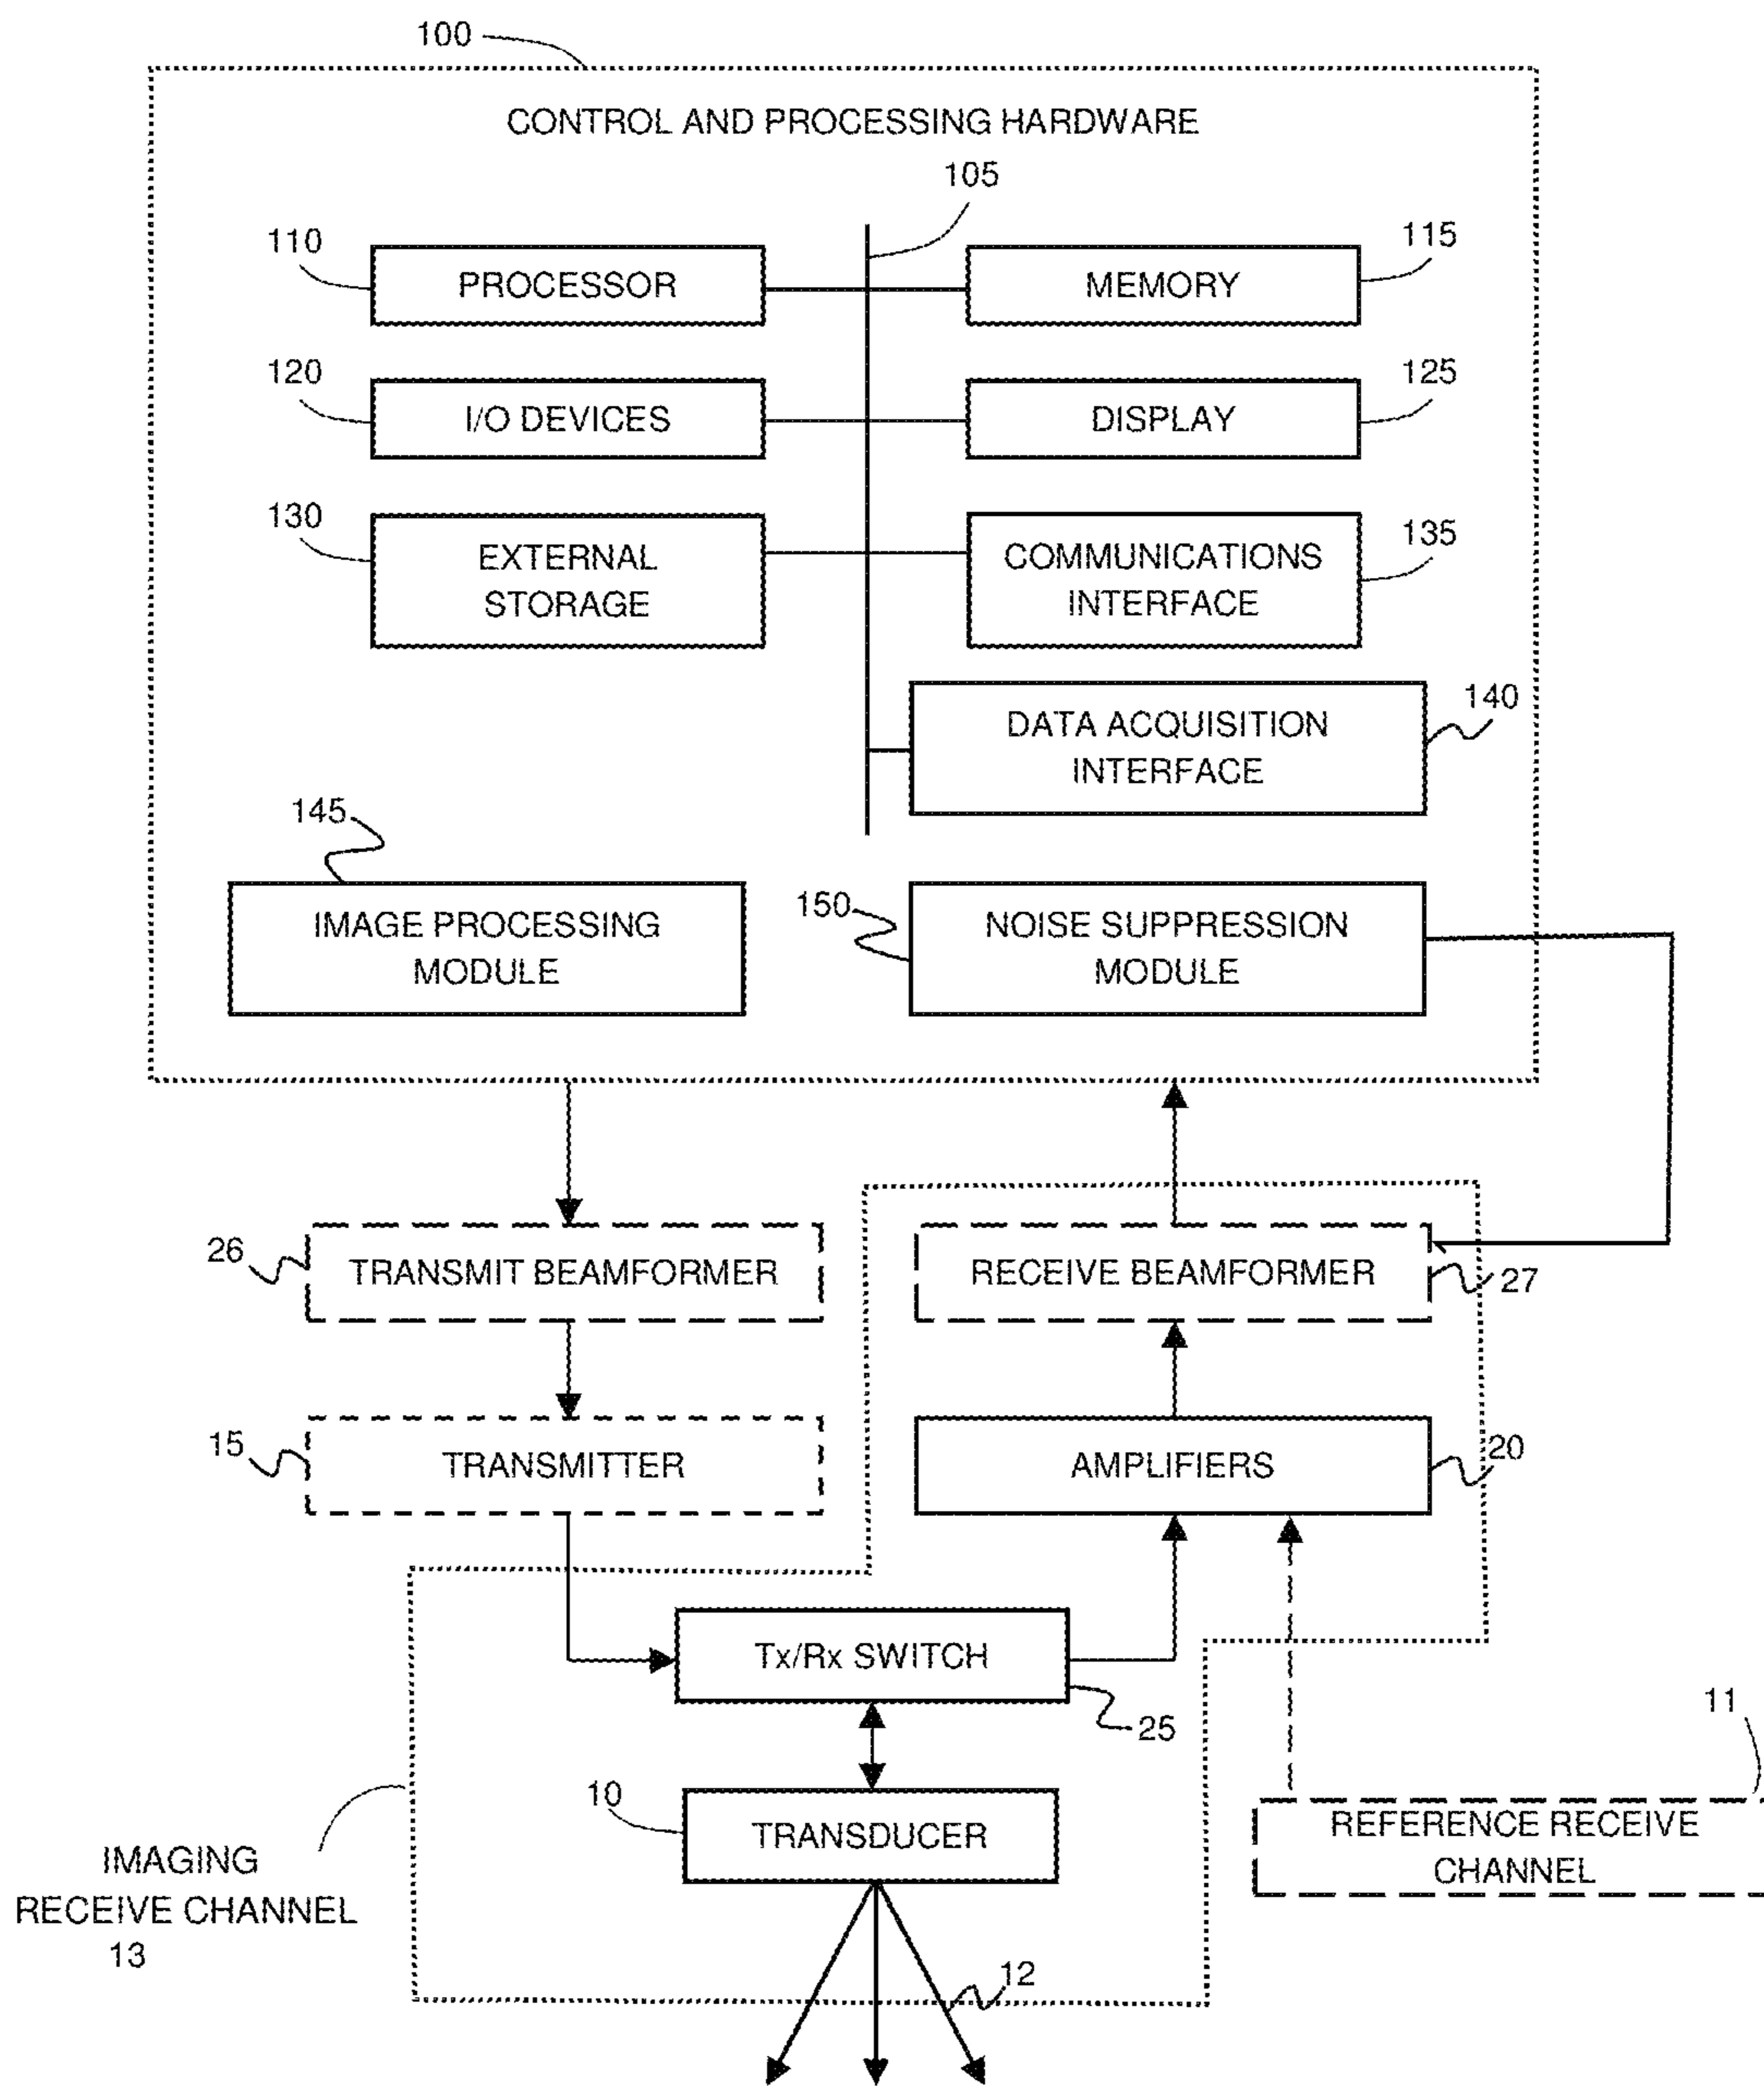 100
CONTROL AND PROCESSING HARDWARE
105
110
PROCESSOR
MEMORY
115
120
I/O DEVICES
DISPLAY
125
130
EXTERNAL
STORAGE
COMMUNICATIONS
INTERFACE
135
DATA ACQUISITION
INTERFACE
140
145
IMAGE PROCESSING
MODULE
150
NOISE SUPPRESSION
MODULE
26
TRANSMIT BEAMFORMER
RECEIVE BEAMFORMER
27
15
TRANSMITTER
AMPLIFIERS
20
Tx/Rx SWITCH
25
11
10
TRANSDUCER
REFERENCE RECEIVE
CHANNEL
IMAGING
RECEIVE CHANNEL
13
12